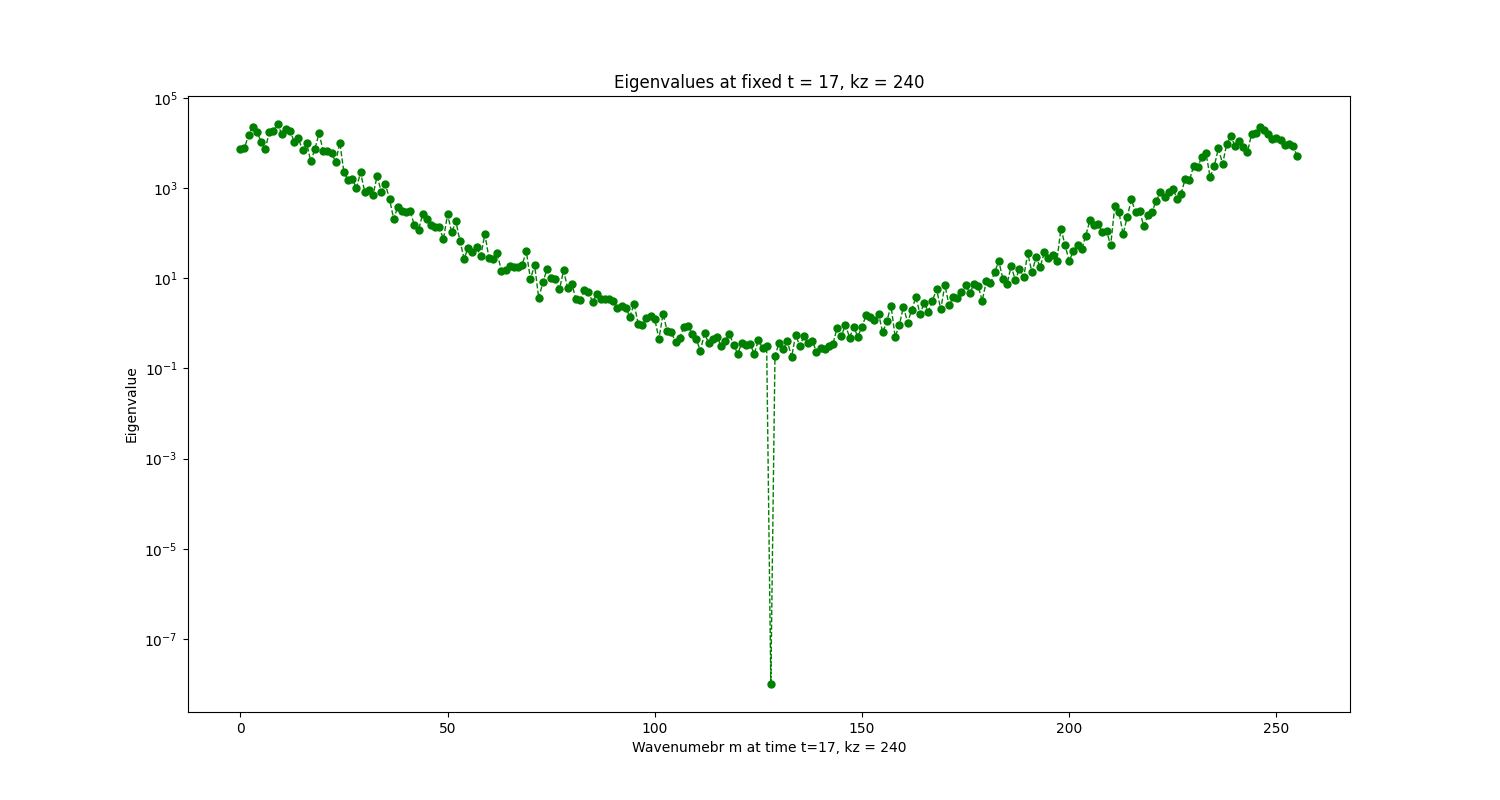 Eigenvalues at fixed t = 17, kz = 240
10^5
10^3
10^1
10^−1
10^−3
10^−5
10^−7
Eigenvalue
0 50 100 150 200 250
Wavenumebr m at time t=17, kz = 240